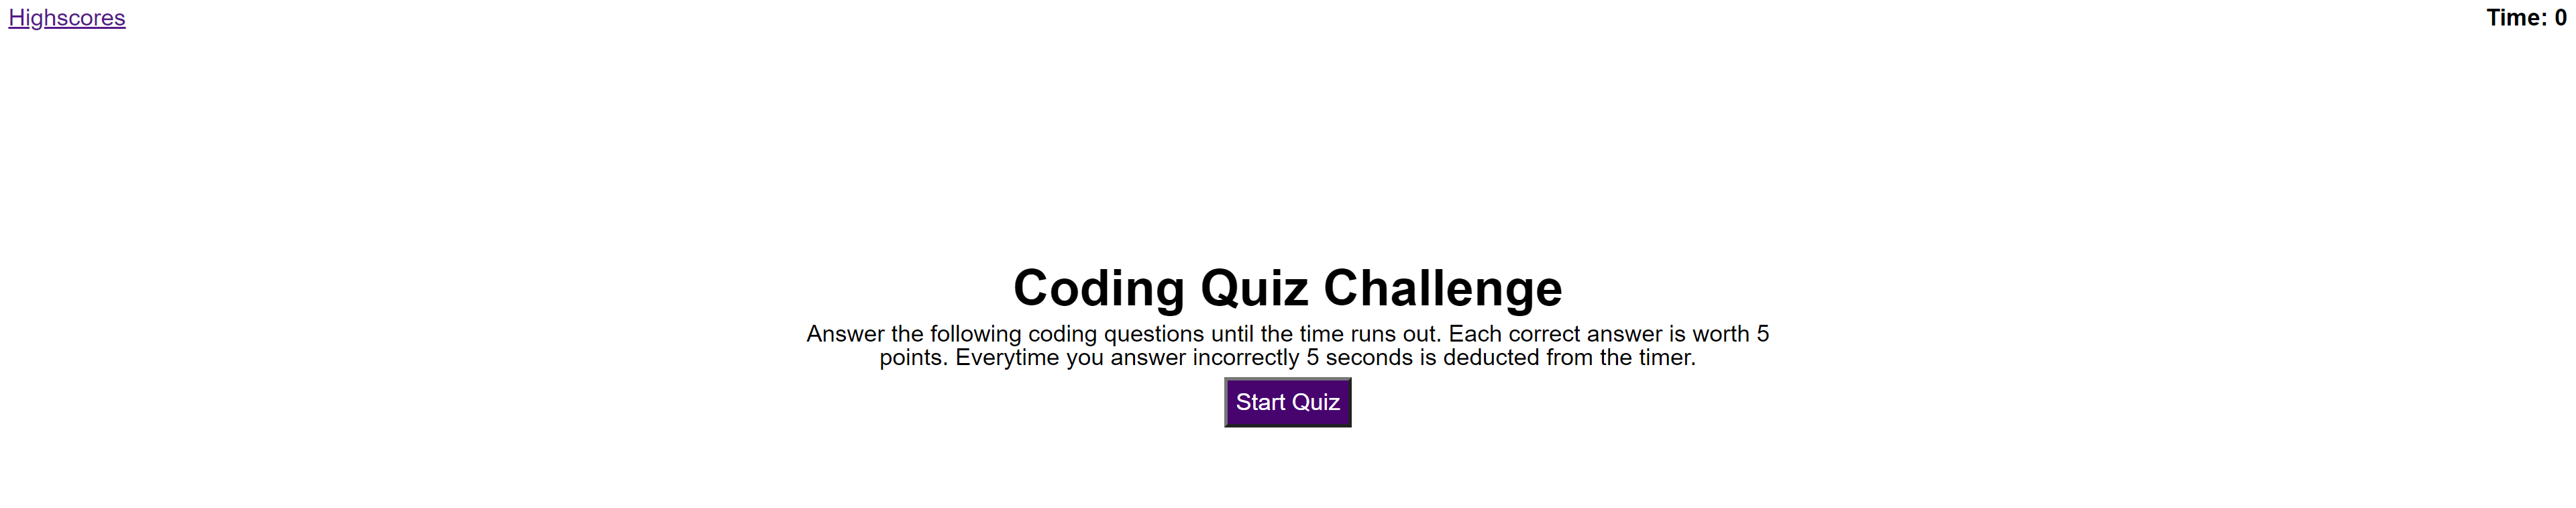 Highscores
Time: 0
Coding Quiz Challenge
Answer the following coding questions until the time runs out. Each correct answer is worth 5
points. Everytime you answer incorrectly 5 seconds is deducted from the timer.
Start Quiz